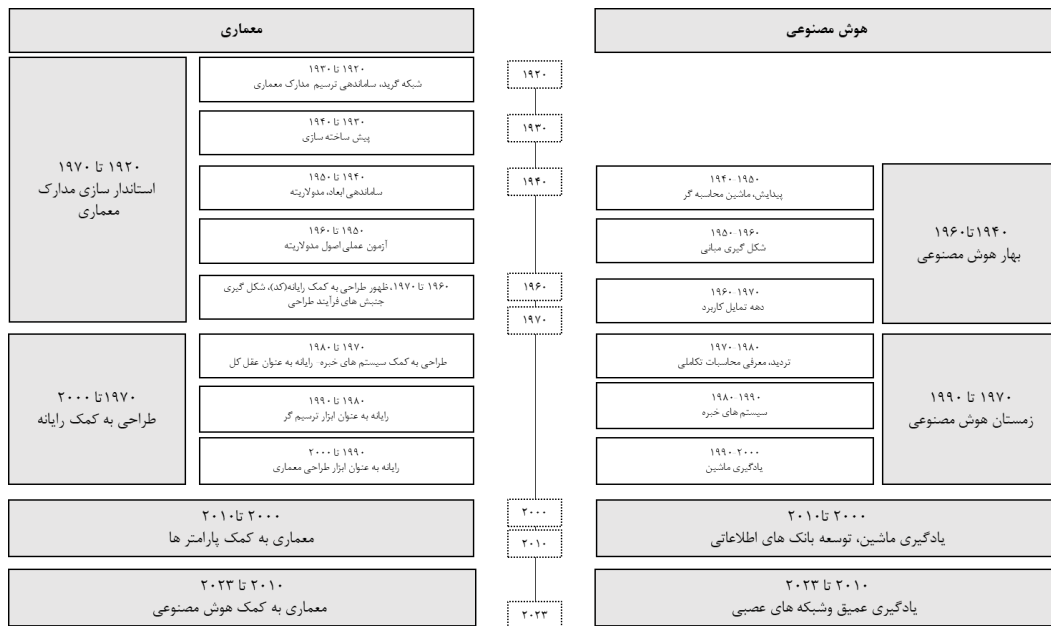 هوش مصنوعی
۱۹۴۰تا۱۹۶۰
بهار هوش مصنوعی
۱۹۴۰-۱۹۵۰
پیدایش، ماشین محاسبه گر
۱۹۵۰-۱۹۶۰
شکل گیری مبانی
۱۹۶۰-۱۹۷۰
دهه تمایل کاربرد
۱۹۷۰ تا ۱۹۹۰
زمستان هوش مصنوعی
۱۹۷۰-۱۹۸۰
تردید، معرفی محاسبات تکاملی
۱۹۸۰-۱۹۹۰
سیستم های خبره
۱۹۹۰-۲۰۰۰
یادگیری ماشین
۲۰۰۰ تا۲۰۱۰
یادگیری ماشین، توسعه بانک های اطلاعاتی
۲۰۱۰ تا ۲۰۲۳
یادگیری عمیق وشبکه های عصبی
۱۹۲۰
۱۹۳۰
۱۹۴۰
۱۹۶۰
۱۹۷۰
۲۰۰۰
۲۰۱۰
۲۰۲۳
معماری
۱۹۲۰ تا ۱۹۳۰
شبکه گرید، ساماندهی ترسیم مدارک معماری
۱۹۳۰ تا ۱۹۴۰
پیش ساخته سازی
۱۹۴۰ تا ۱۹۵۰
ساماندهی ابعاد، مدولاریته
۱۹۵۰ تا ۱۹۶۰
آزمون عملی اصول مدولاریته
۱۹۶۰ تا ۱۹۷۰، ظهور طراحی به کمک رایانه(کد)، شکل گیری
جنبش های فرآیند طراحی
۱۹۲۰ تا ۱۹۷۰
استاندار سازی مدارک
معماری
۱۹۷۰ تا ۱۹۸۰
طراحی به کمک سیستم های خبره- رایانه به عنوان عقل کل
۱۹۸۰ تا ۱۹۹۰
رایانه به عنوان ابزار ترسیم گر
۱۹۹۰ تا ۲۰۰۰
رایانه به عنوان ابزار طراحی معماری
۱۹۷۰تا ۲۰۰۰
طراحی به کمک رایانه
۲۰۰۰ تا۲۰۱۰
معماری به کمک پارامتر ها
۲۰۱۰ تا ۲۰۲۳
معماری به کمک هوش مصنوعی